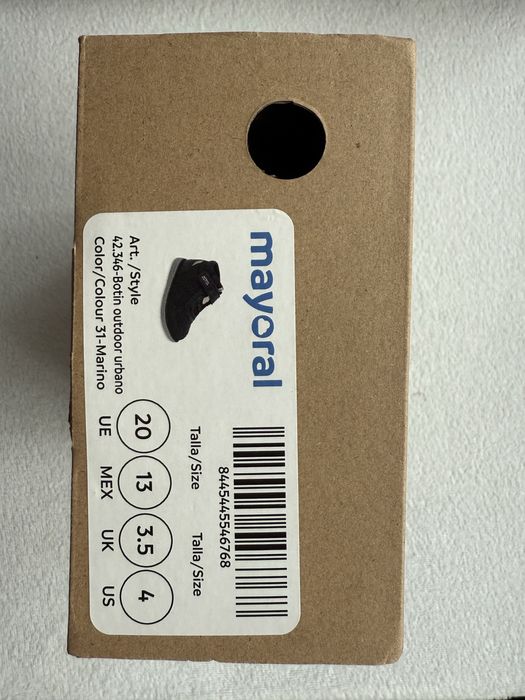 mayoral
Art. /Style
42.346-Botin outdoor urbano
Color/Colour 31-Marino
8445445546768
Talla/Size Talla/Size
20 13 3.5 4
UE MEX UK US